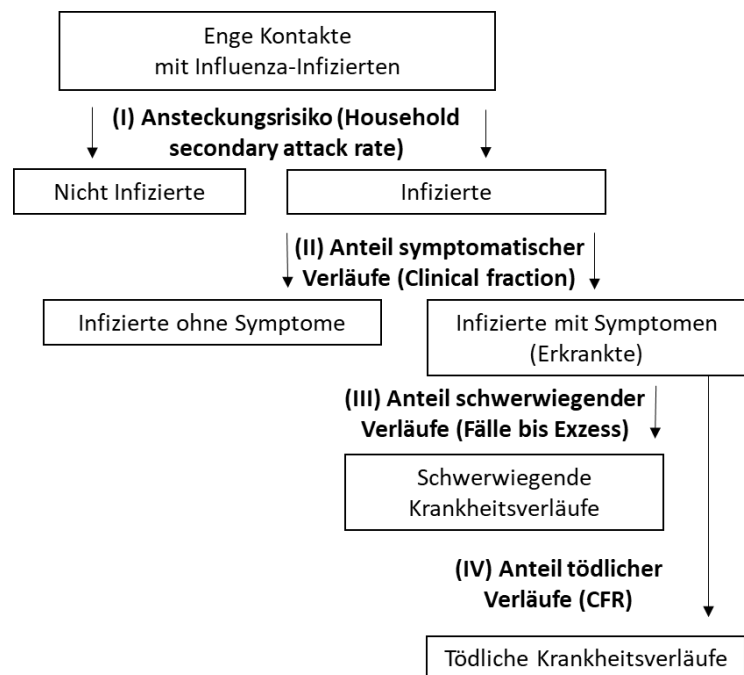 Enge Kontakte
mit Influenza-Infizierten
(I) Ansteckungsrisiko (Household
secondary attack rate)
Nicht Infizierte
Infizierte
(II) Anteil symptomatischer
Verläufe (Clinical fraction)
Infizierte ohne Symptome
Infizierte mit Symptomen
(Erkrankte)
(III) Anteil schwerwiegender
Verläufe (Fälle bis Exzess)
Schwerwiegende
Krankheitsverläufe
(IV) Anteil tödlicher
Verläufe (CFR)
Tödliche Krankheitsverläufe